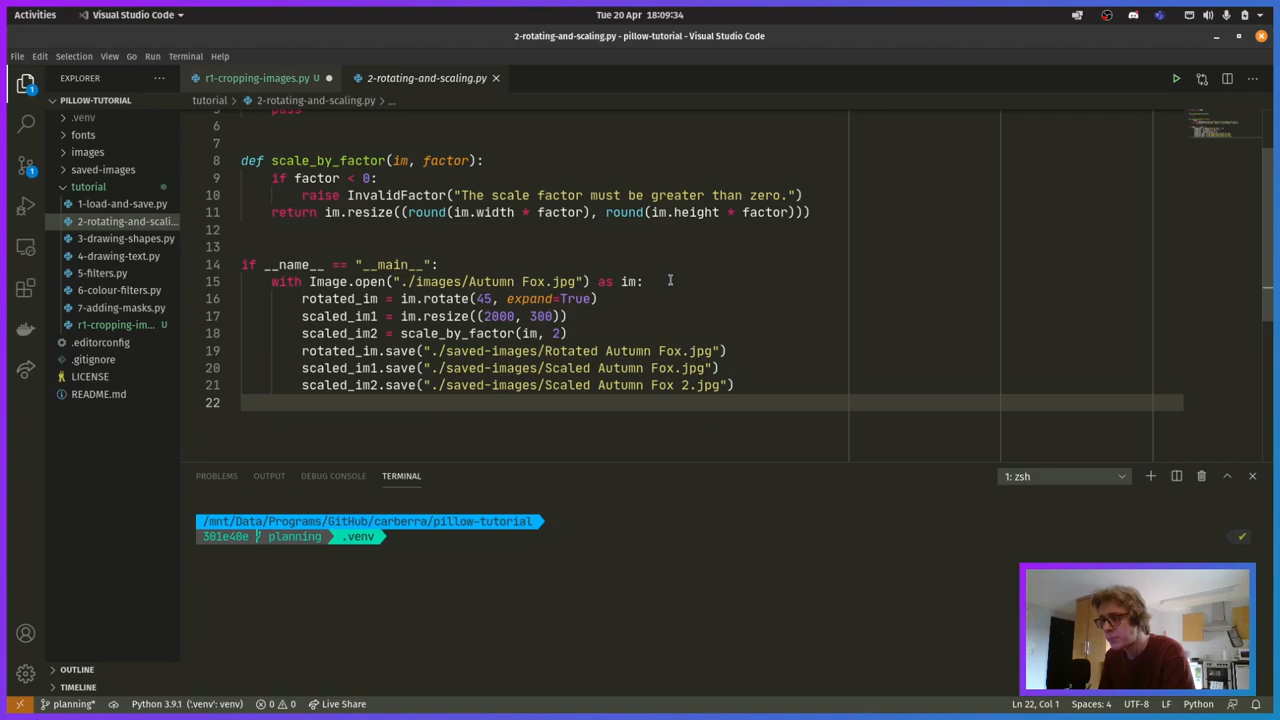 Activities
Visual Studio Code
Tue 20 Apr 18:09:34
2-rotating-and-scaling.py - pillow-tutorial - Visual Studio Code
File Edit Selection View Go Run Terminal Help
EXPLORER
r1-cropping-images.py U
2-rotating-and-scaling.py
PILLOW-TUTORIAL
tutorial > 2-rotating-and-scaling.py > ...
.venv
fonts
images
saved-images
tutorial
1-load-and-save.py
2-rotating-and-scali...
3-drawing-shapes.py
4-drawing-text.py
5-filters.py
6-colour-filters.py
7-adding-masks.py
r1-cropping-im... U
.editorconfig
.gitignore
LICENSE
README.md
5 pass
6
7
8 def scale_by_factor(im, factor):
9 if factor < 0:
10 raise InvalidFactor("The scale factor must be greater than zero.")
11 return im.resize((round(im.width * factor), round(im.height * factor)))
12
13
14 if __name__ == "__main__":
15 with Image.open("./images/Autumn Fox.jpg") as im:
16 rotated_im = im.rotate(45, expand=True)
17 scaled_im1 = im.resize((2000, 300))
18 scaled_im2 = scale_by_factor(im, 2)
19 rotated_im.save("./saved-images/Rotated Autumn Fox.jpg")
20 scaled_im1.save("./saved-images/Scaled Autumn Fox.jpg")
21 scaled_im2.save("./saved-images/Scaled Autumn Fox 2.jpg")
22
PROBLEMS OUTPUT DEBUG CONSOLE TERMINAL
1: zsh
/mnt/Data/Programs/GitHub/carberra/pillow-tutorial
301e40e planning .venv
OUTLINE
TIMELINE
planning* Python 3.9.1 ('.venv': venv) 0 0 Live Share
Ln 22, Col 1 Spaces: 4 UTF-8 LF Python